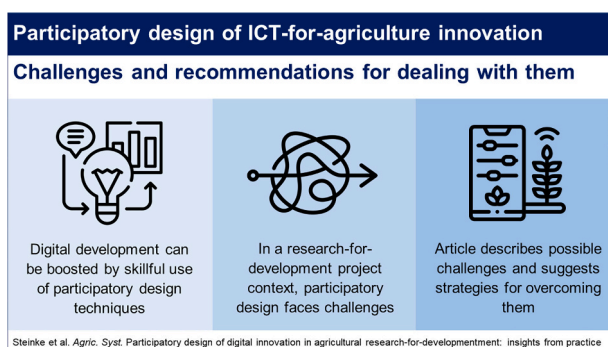 Participatory design of ICT-for-agriculture innovation
Challenges and recommendations for dealing with them
Digital development can
be boosted by skillful use
of participatory design
techniques
In a research-for-
development project
context, participatory
design faces challenges
Article describes possible
challenges and suggests
strategies for overcoming
them
Steinke et al. Agric. Syst. Participatory design of digital innovation in agricultural research-for-developmentment: insights from practice